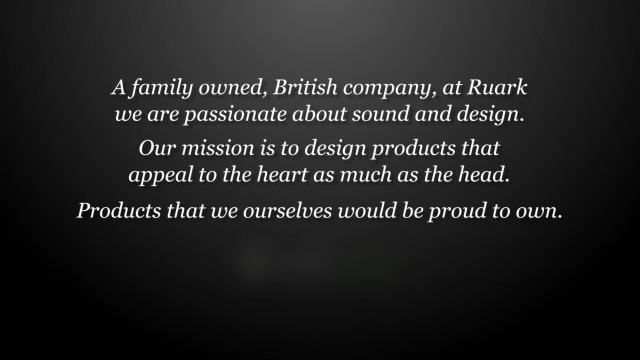 A family owned, British company, at Ruark
we are passionate about sound and design.
Our mission is to design products that
appeal to the heart as much as the head.
Products that we ourselves would be proud to own.